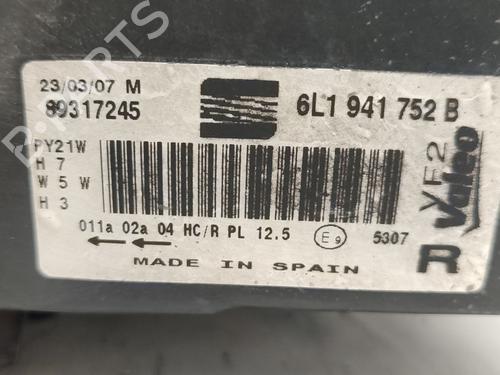 23/03/07 M
89317245
6L1 941 752 B
PY21W
H 7
W 5 W
H 3
VF2
Valeo
011a 02a 04 HC/R PL 12.5
E9
5307
R
MADE IN SPAIN